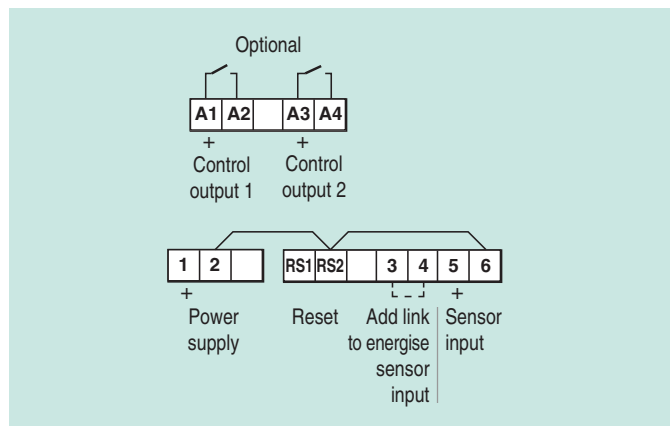 Optional
A1 A2 A3 A4
+ +
Control Control
output 1 output 2
1 2 RS1 RS2 3 4 5 6
+ +
Power Reset Add link Sensor
supply to energise input
sensor
input